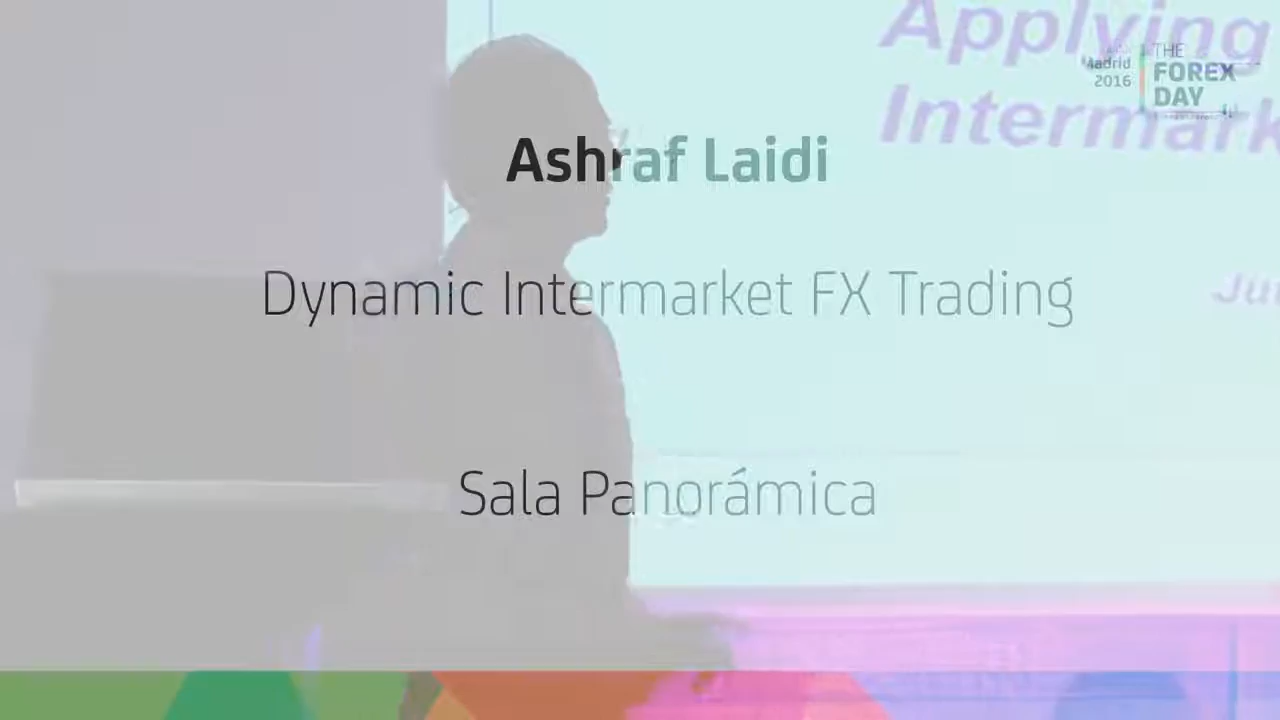 Applying
Intermark
Madrid
2016
THE
FOREX
DAY
Ashraf Laidi
Dynamic Intermarket FX Trading
Sala Panorámica